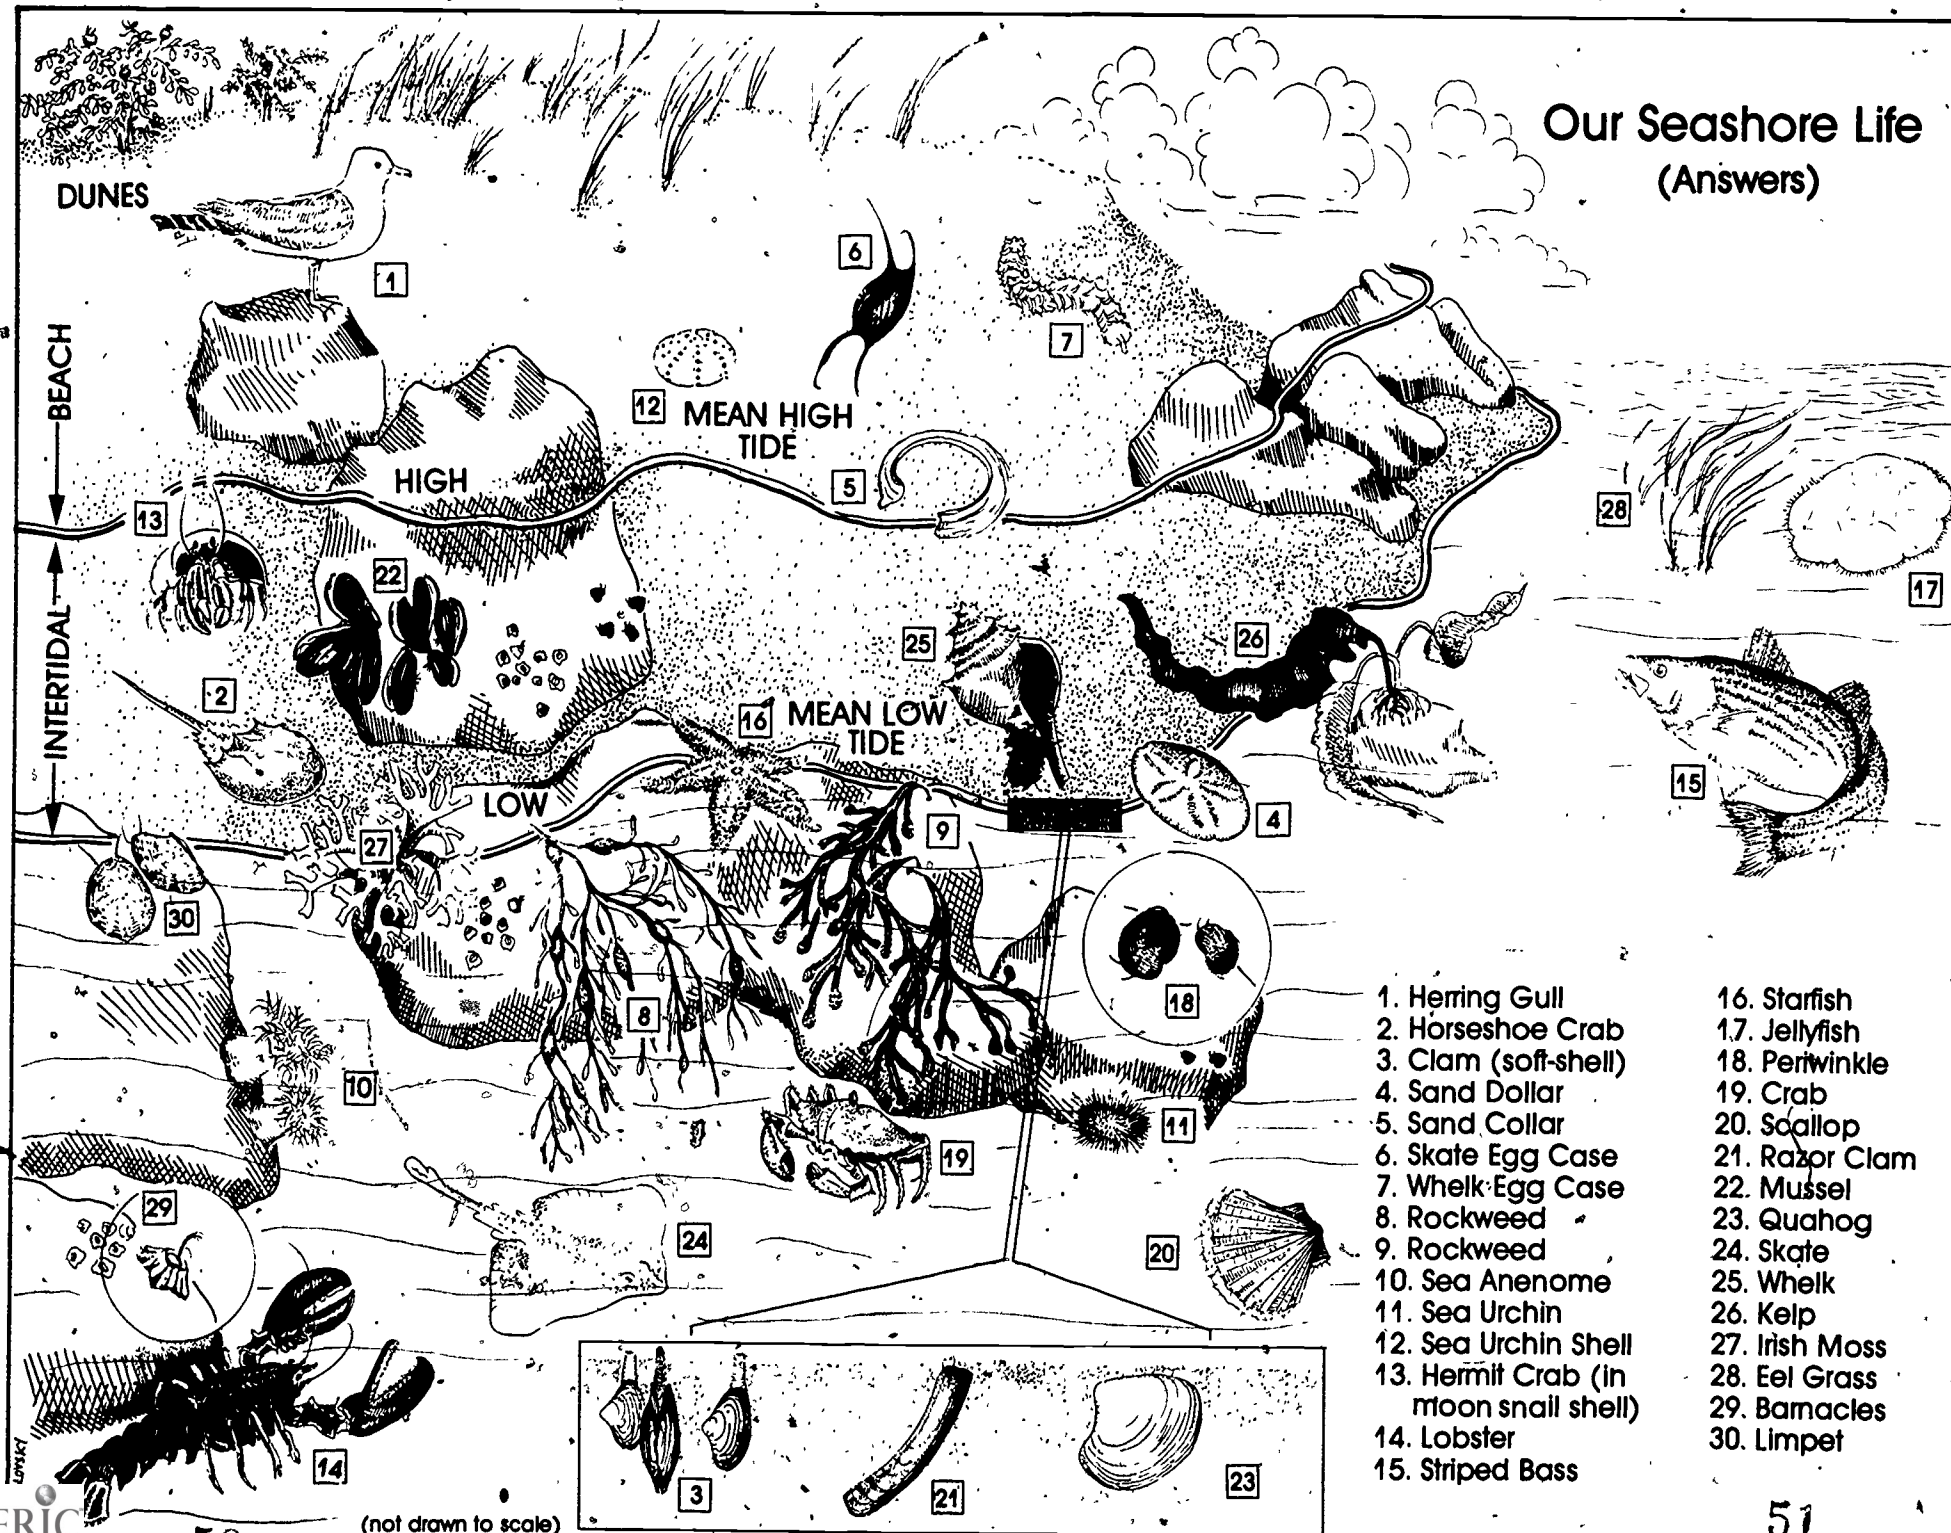 Our Seashore Life
(Answers)
DUNES
1
6
7
BEACH
12
MEAN HIGH
TIDE
HIGH
5
13
28
17
22
INTERTIDAL
25
26
2
16
MEAN LOW
TIDE
15
LOW
4
9
27
30
18
8
10
11
19
29
24
20
1. Herring Gull
2. Horseshoe Crab
3. Clam (soft-shell)
4. Sand Dollar
5. Sand Collar
6. Skate Egg Case
7. Whelk Egg Case
8. Rockweed
9. Rockweed
10. Sea Anenome
11. Sea Urchin
12. Sea Urchin Shell
13. Hermit Crab (in
moon snail shell)
14. Lobster
15. Striped Bass
16. Starfish
17. Jellyfish
18. Periwinkle
19. Crab
20. Scallop
21. Razor Clam
22. Mussel
23. Quahog
24. Skate
25. Whelk
26. Kelp
27. Irish Moss
28. Eel Grass
29. Barnacles
30. Limpet
14
3
21
23
LOVSKY
ERIC
(not drawn to scale)
51